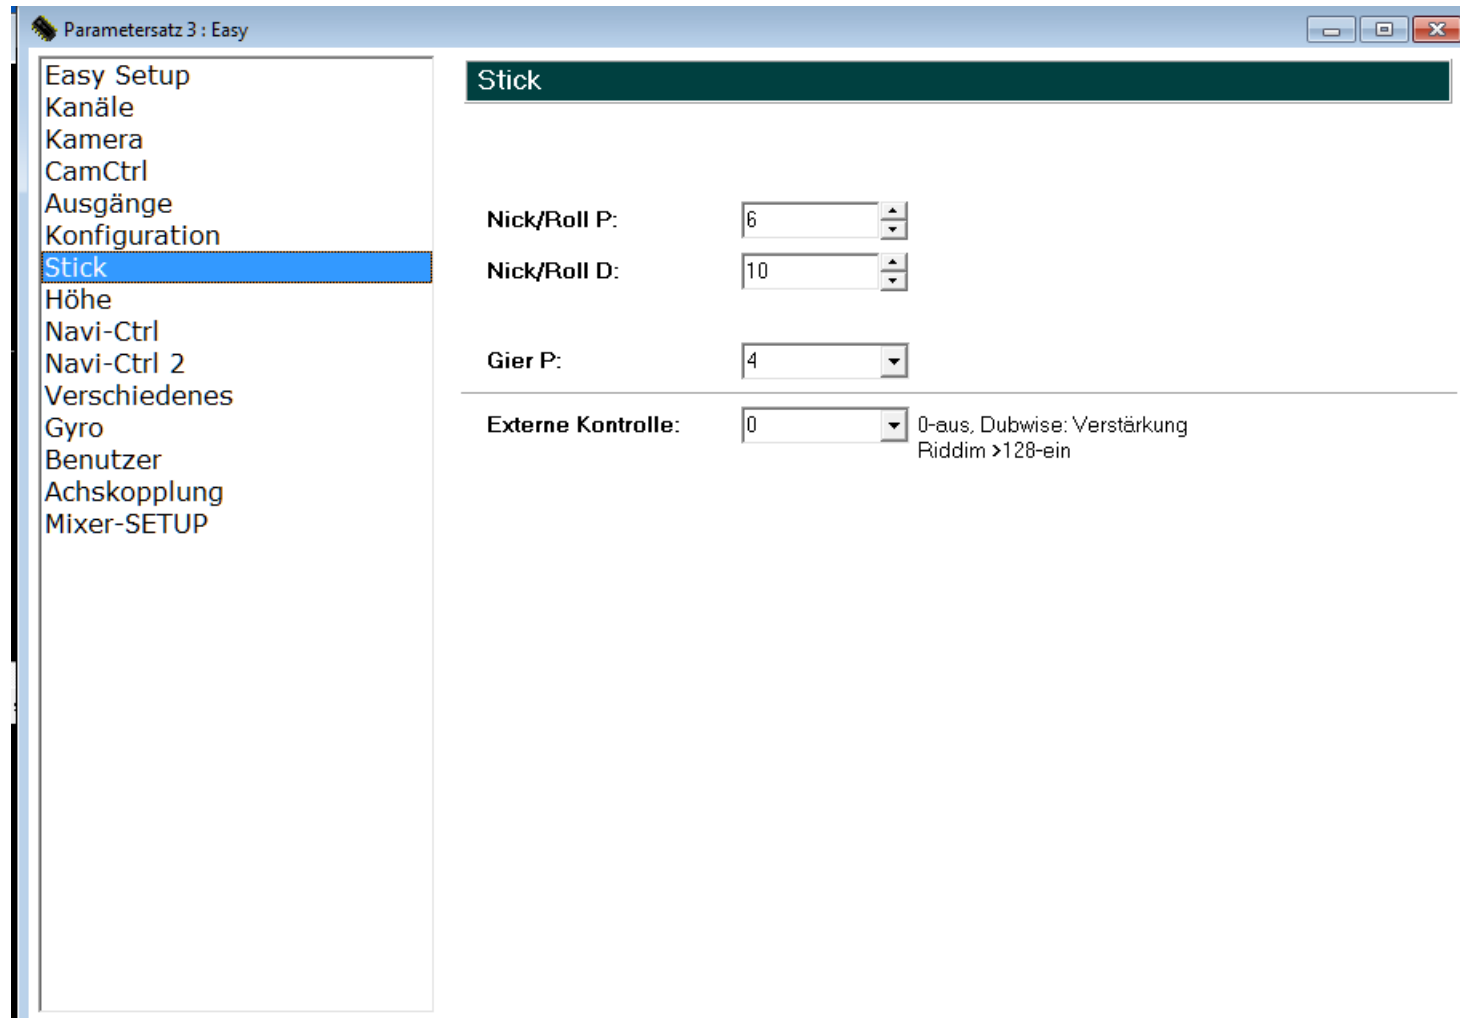 Parametersatz 3 : Easy
Easy Setup
Kanäle
Kamera
CamCtrl
Ausgänge
Konfiguration
Stick
Höhe
Navi-Ctrl
Navi-Ctrl 2
Verschiedenes
Gyro
Benutzer
Achskopplung
Mixer-SETUP
Stick
Nick/Roll P: 6
Nick/Roll D: 10
Gier P: 4
Externe Kontrolle: 0 0-aus, Dubwise: Verstärkung
Riddim >128-ein